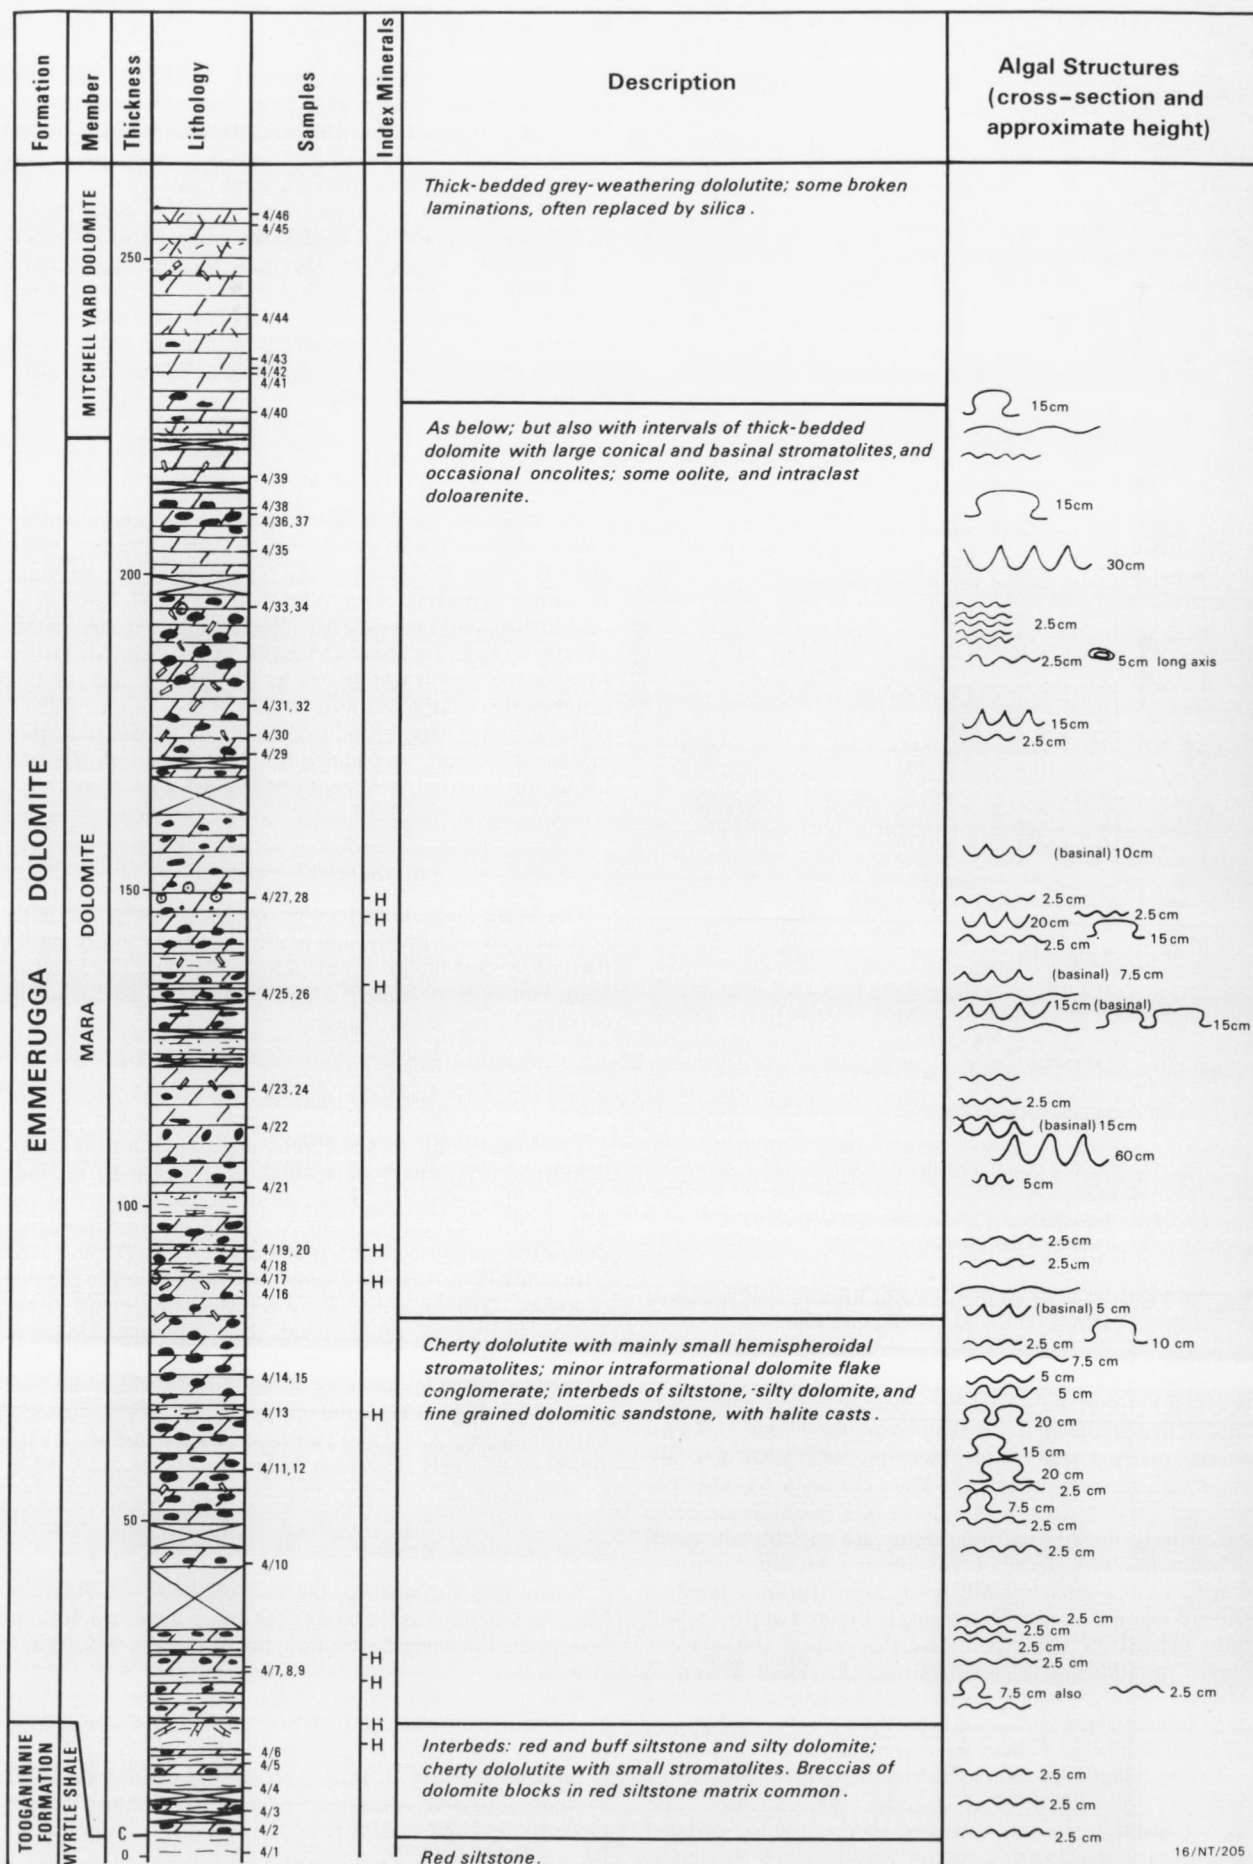 Formation
Member
Thickness
Lithology
Samples
Index Minerals
Description
Algal Structures
(cross-section and
approximate height)
EMMERUGGA DOLOMITE
TOOGANINNIE
FORMATION
MITCHELL YARD DOLOMITE
MARA DOLOMITE
MYRTLE SHALE
250
200
150
100
50
C
0
4/46
4/45
4/44
4/43
4/42
4/41
4/40
4/39
4/38
4/36, 37
4/35
4/33, 34
4/31, 32
4/30
4/29
4/27, 28
4/25, 26
4/23, 24
4/22
4/21
4/19, 20
4/18
4/17
4/16
4/14, 15
4/13
4/11, 12
4/10
4/7, 8, 9
4/6
4/5
4/4
4/3
4/2
4/1
H
H
H
H
H
H
H
H
H
H
Thick-bedded grey-weathering dololutite; some broken
laminations, often replaced by silica.
As below; but also with intervals of thick-bedded
dolomite with large conical and basinal stromatolites, and
occasional oncolites; some oolite, and intraclast
doloarenite.
Cherty dololutite with mainly small hemispheroidal
stromatolites; minor intraformational dolomite flake
conglomerate; interbeds of siltstone, silty dolomite, and
fine grained dolomitic sandstone, with halite casts.
Interbeds: red and buff siltstone and silty dolomite;
cherty dololutite with small stromatolites. Breccias of
dolomite blocks in red siltstone matrix common.
Red siltstone.
15cm
15cm
30cm
2.5cm
2.5cm 5cm long axis
15cm
2.5cm
(basinal) 10cm
2.5cm
20cm 2.5cm
2.5cm 15cm
(basinal) 7.5cm
15cm (basinal)
15cm
2.5cm
(basinal) 15cm
60cm
5cm
2.5cm
2.5cm
(basinal) 5 cm
2.5 cm 10 cm
7.5 cm
5 cm
5 cm
20 cm
15 cm
20 cm
2.5 cm
7.5 cm
2.5 cm
2.5 cm
2.5 cm
2.5 cm
2.5 cm
2.5 cm
7.5 cm also 2.5 cm
2.5 cm
2.5 cm
2.5 cm
16/NT/205